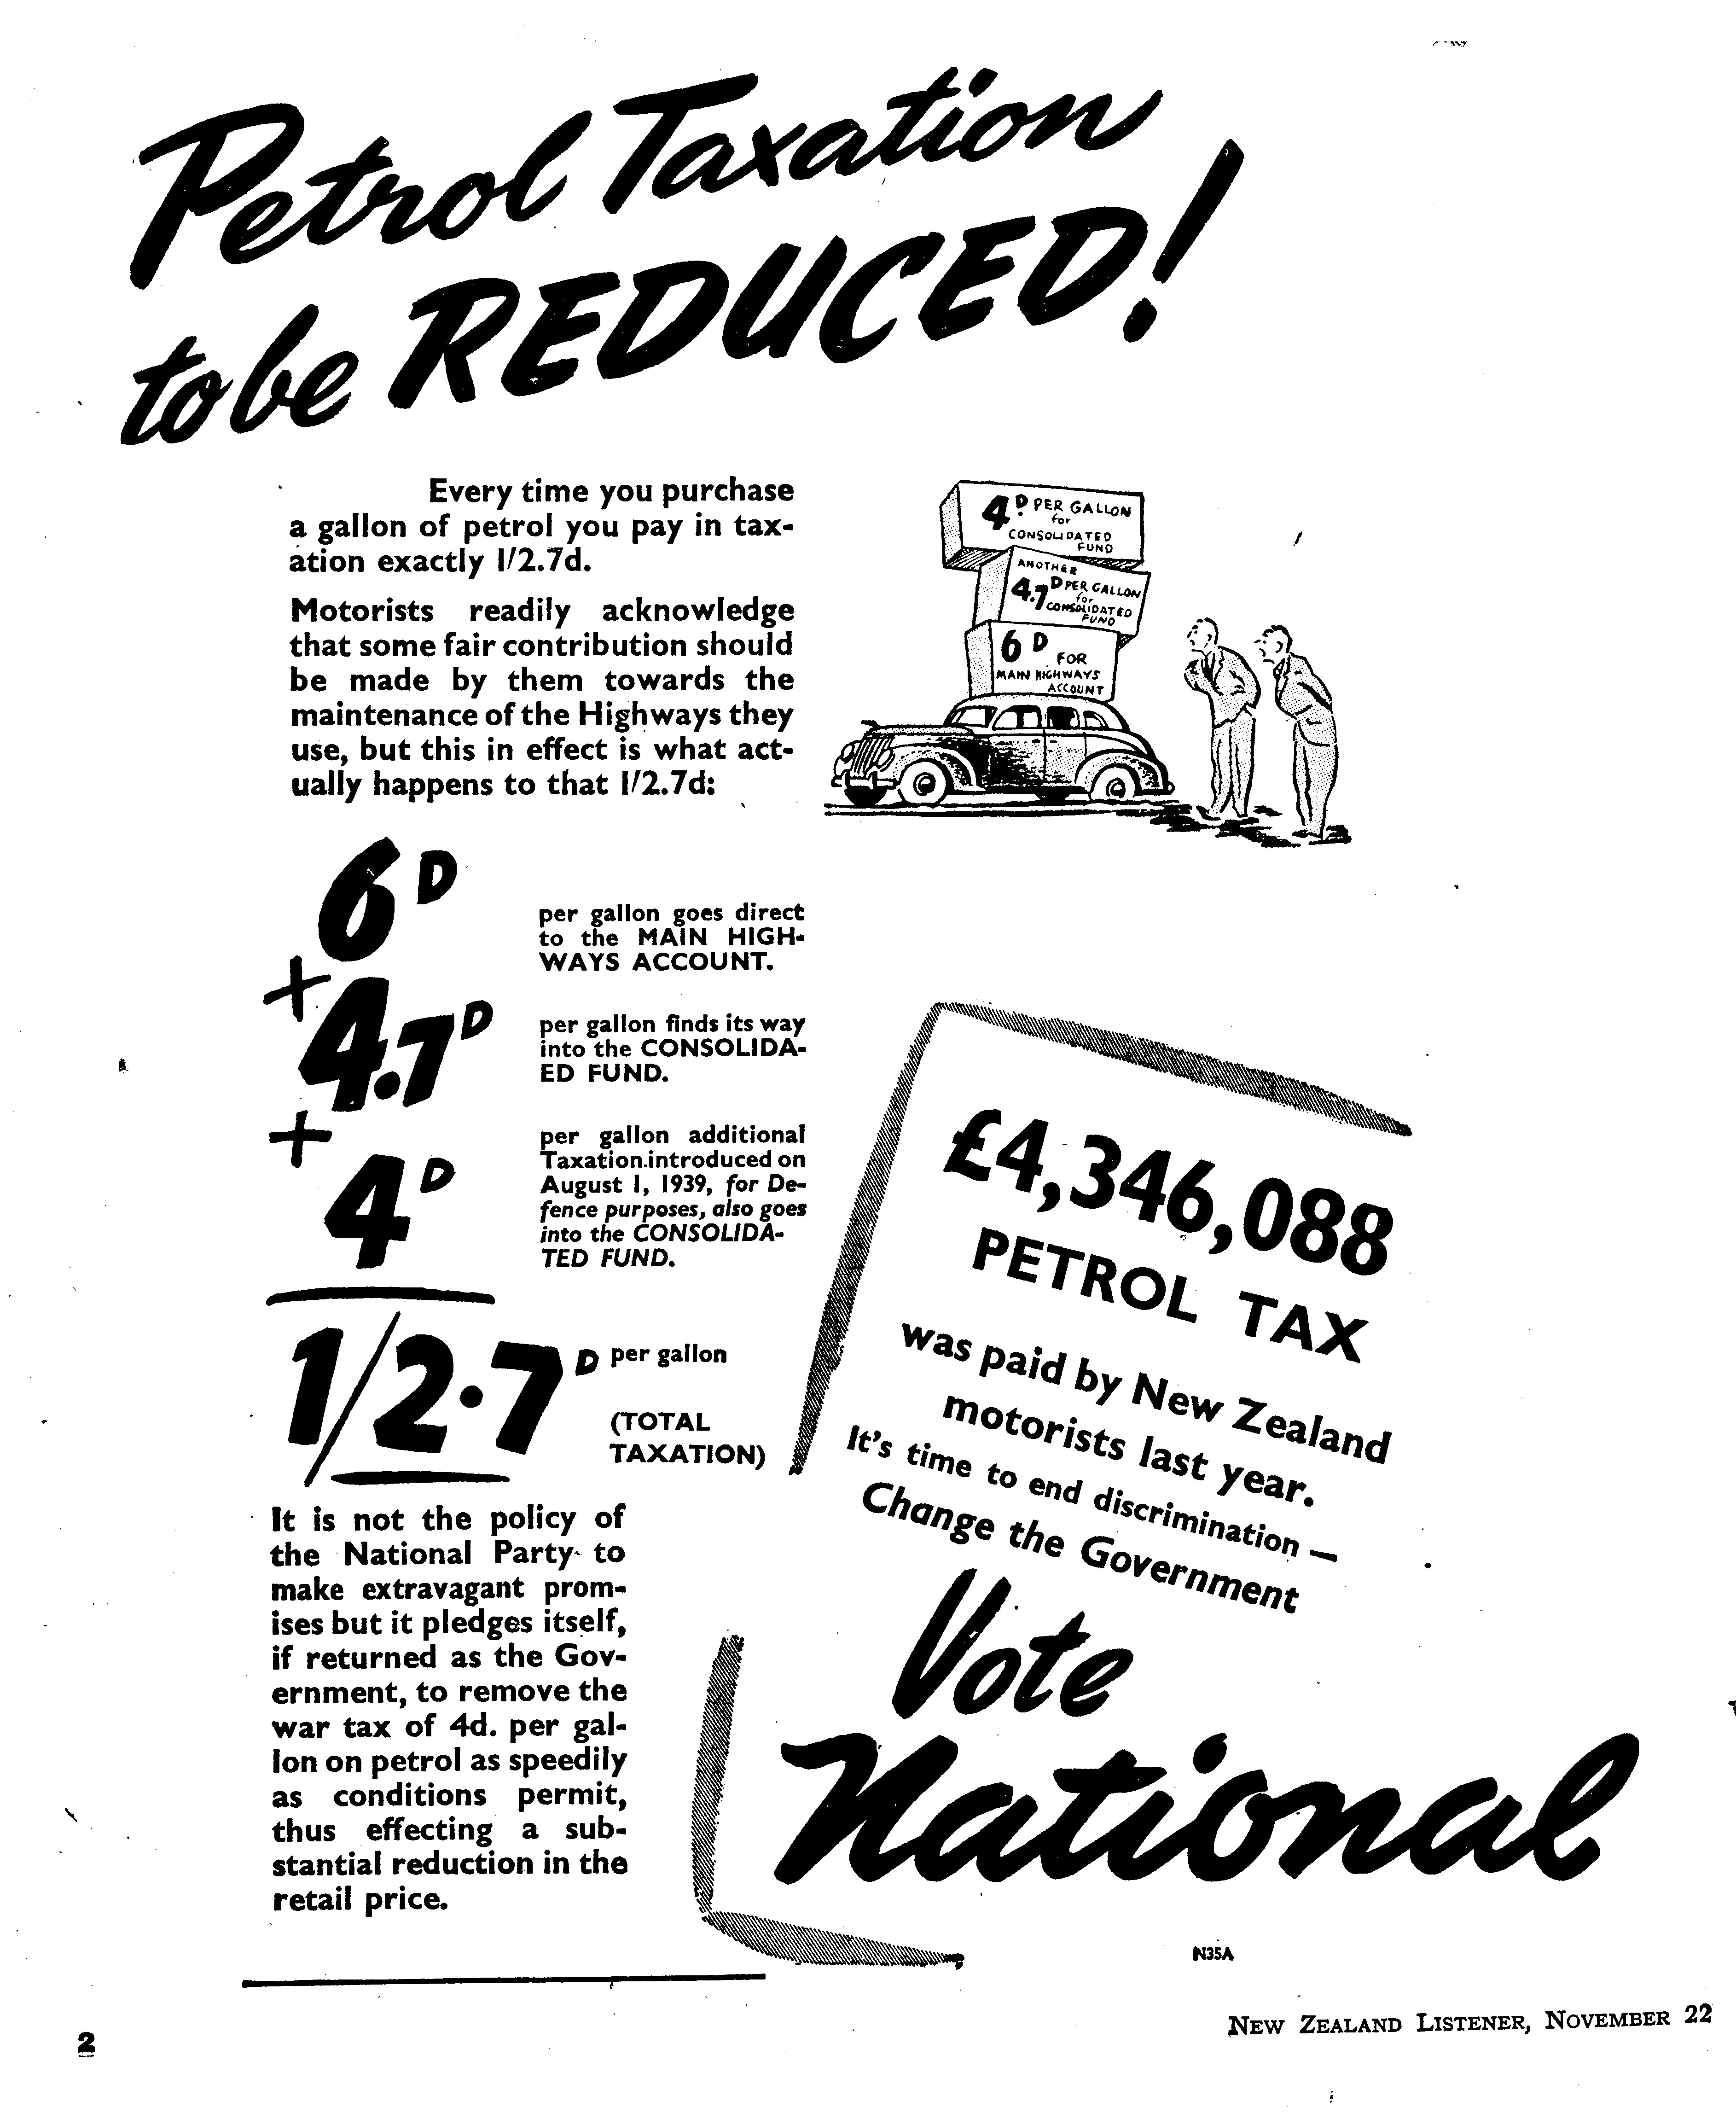 Petrol Taxation
to be REDUCED!
Every time you purchase
a gallon of petrol you pay in tax-
ation exactly 1/2.7d.
Motorists readily acknowledge
that some fair contribution should
be made by them towards the
maintenance of the Highways they
use, but this in effect is what act-
ually happens to that 1/2.7d:
4D. PER GALLON
for
CONSOLIDATED
FUND
ANOTHER
4.7D PER GALLON
for
CONSOLIDATED
FUND
6D FOR
MAIN HIGHWAYS
ACCOUNT
6D
per gallon goes direct
to the MAIN HIGH-
WAYS ACCOUNT.
+
4.7D
per gallon finds its way
into the CONSOLIDA-
ED FUND.
+
4D
per gallon additional
Taxation introduced on
August 1, 1939, for De-
fence purposes, also goes
into the CONSOLIDA-
TED FUND.
1/2.7D per gallon
(TOTAL
TAXATION)
It is not the policy of
the National Party to
make extravagant prom-
ises but it pledges itself,
if returned as the Gov-
ernment, to remove the
war tax of 4d. per gal-
lon on petrol as speedily
as conditions permit,
thus effecting a sub-
stantial reduction in the
retail price.
£4,346,088
PETROL TAX
was paid by New Zealand
motorists last year.
It's time to end discrimination —
Change the Government
Vote
National
N35A
2
NEW ZEALAND LISTENER, NOVEMBER 22